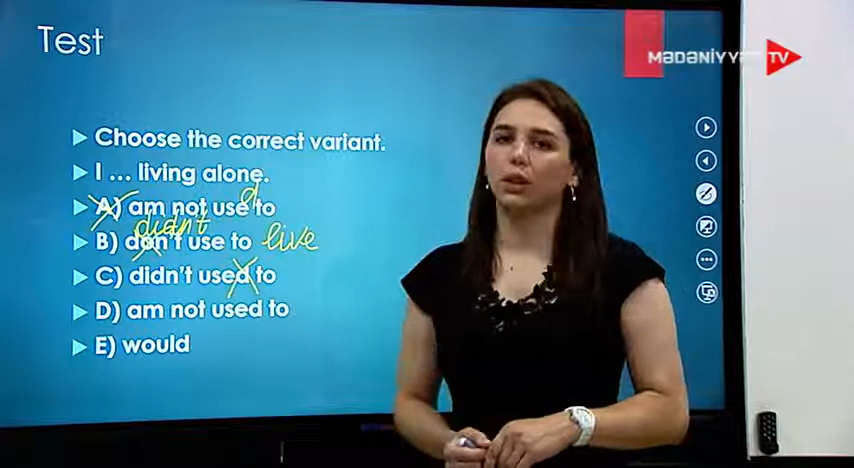 Test
MƏDƏNİYYƏT TV
Choose the correct variant.
I ... living alone.
d
A) am not use to
didn't
B) don't use to live
C) didn't used to
D) am not used to
E) would